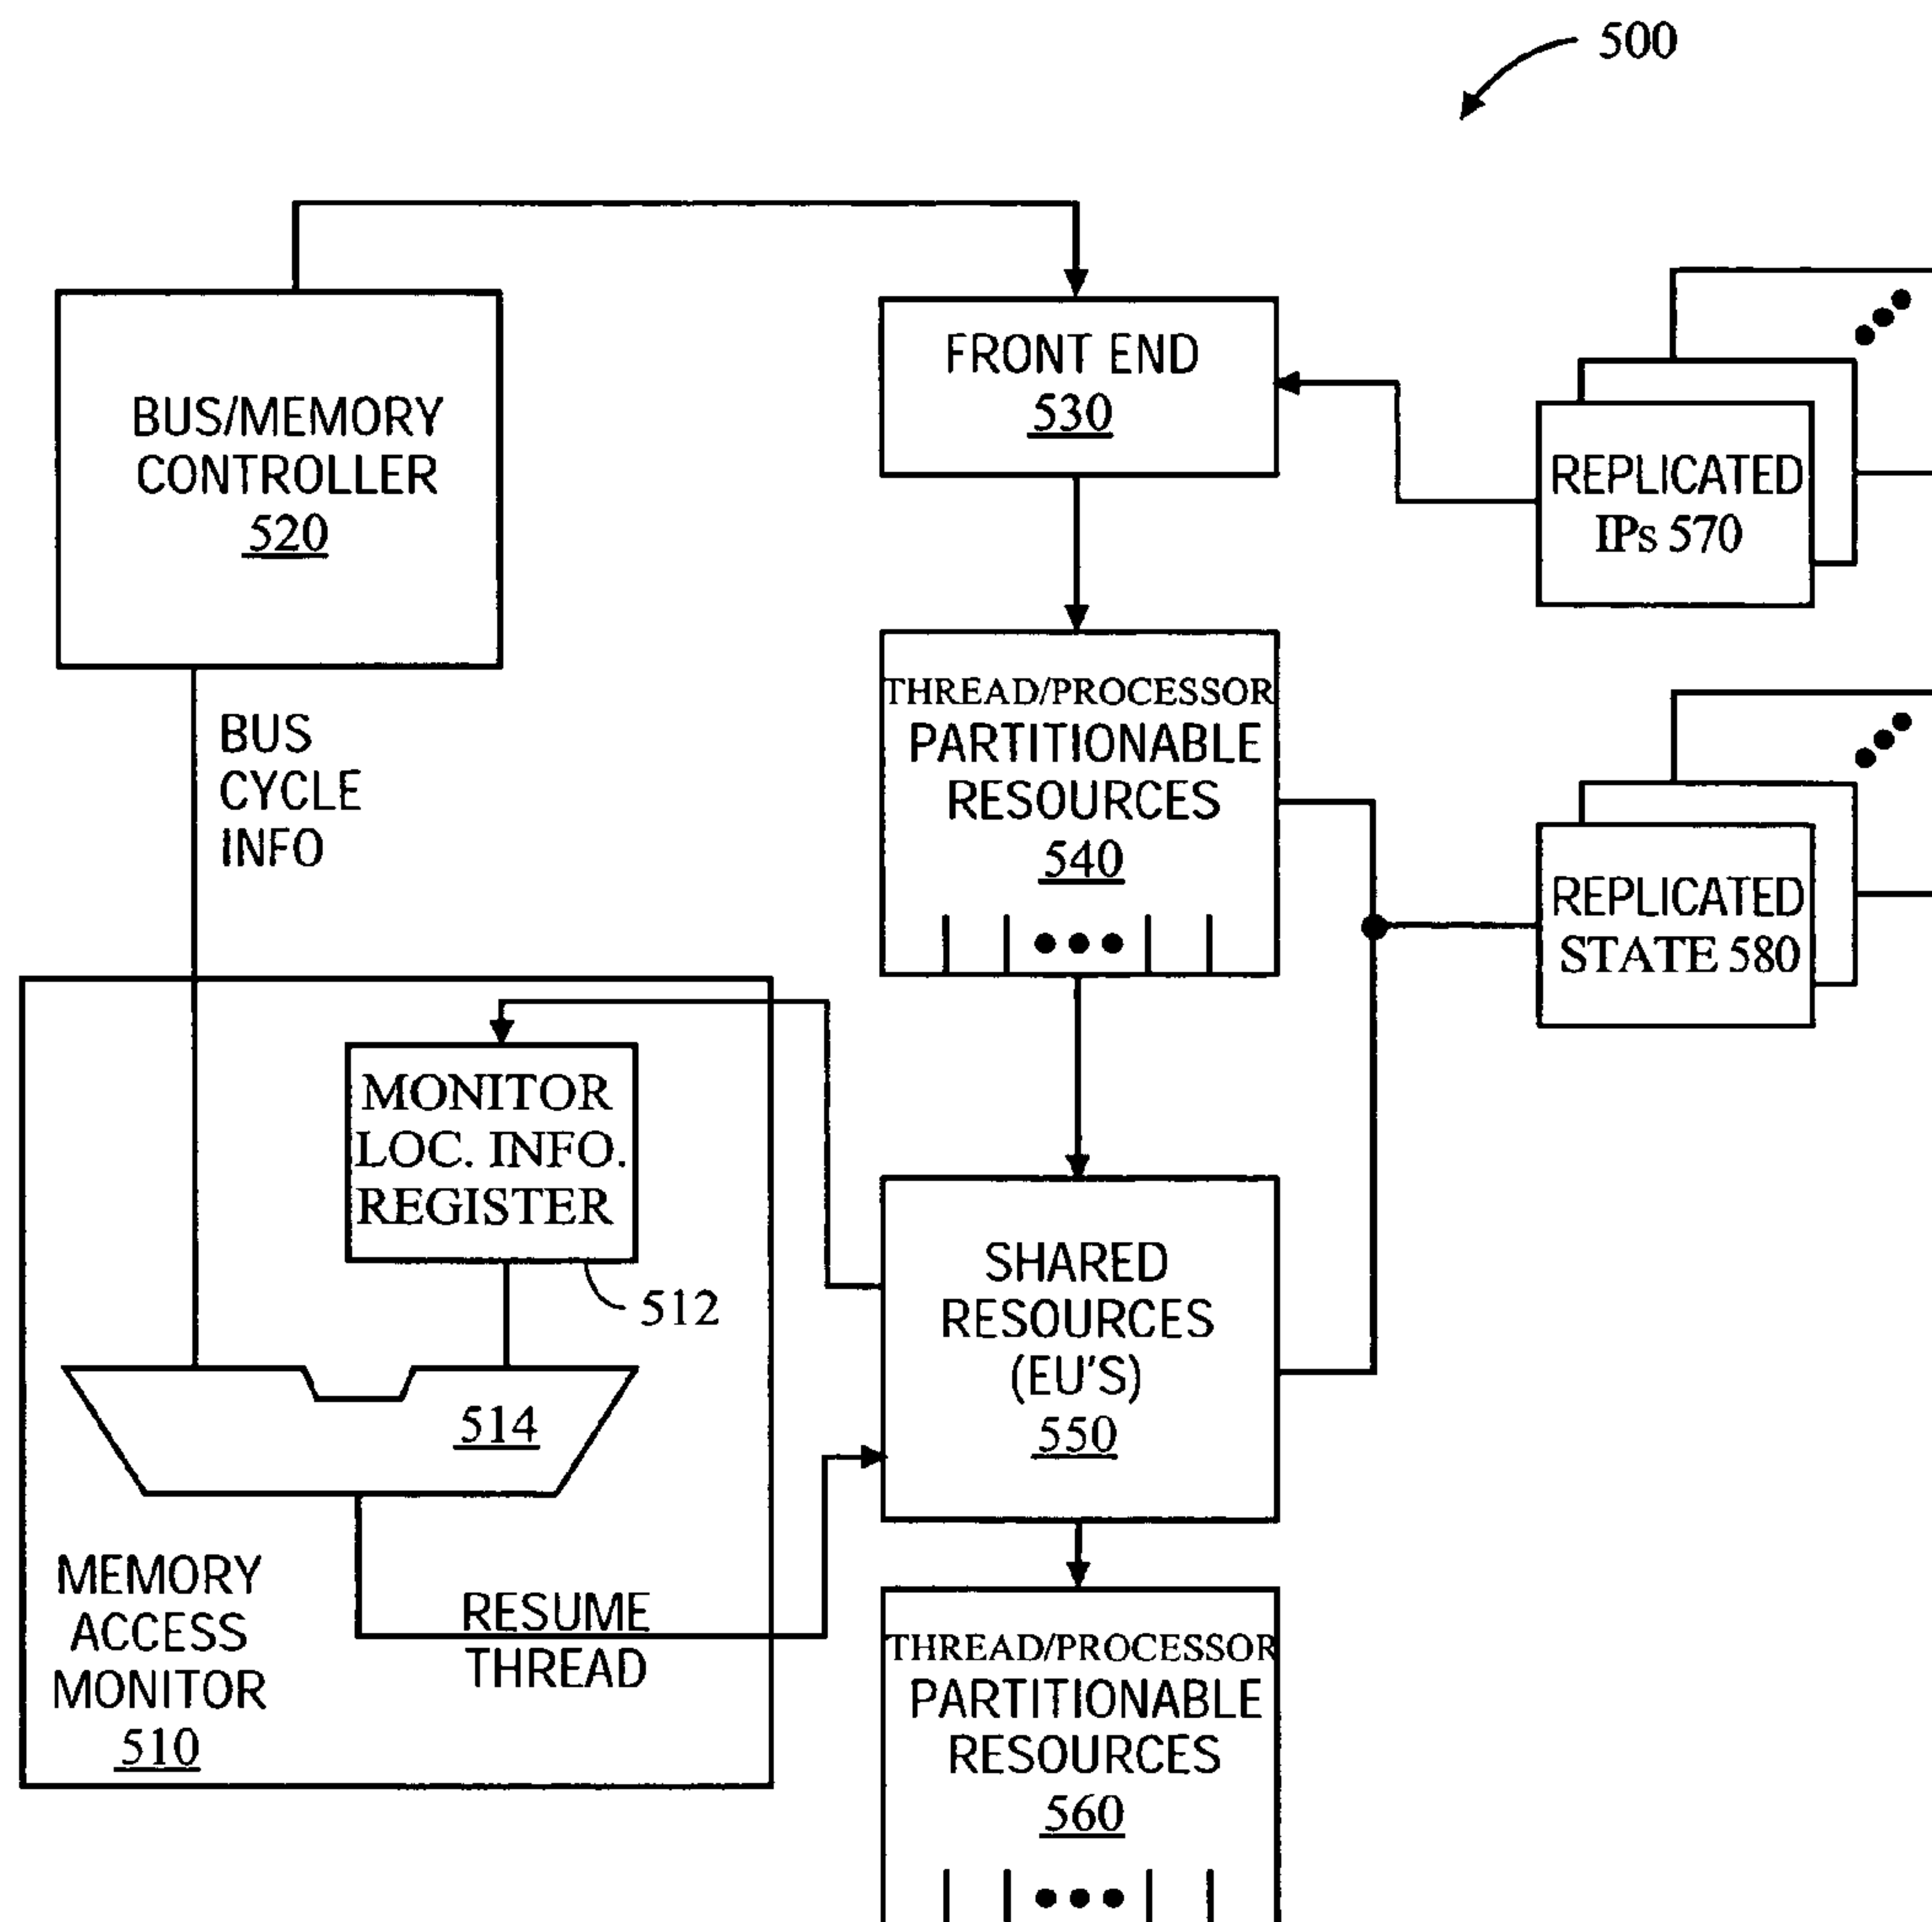 500
BUS/MEMORY
CONTROLLER
520
FRONT END
530
REPLICATED
IPs 570
BUS
CYCLE
INFO
THREAD/PROCESSOR
PARTITIONABLE
RESOURCES
540
REPLICATED
STATE 580
MONITOR
LOC. INFO.
REGISTER
512
514
SHARED
RESOURCES
(EU'S)
550
MEMORY
ACCESS
MONITOR
510
RESUME
THREAD
THREAD/PROCESSOR
PARTITIONABLE
RESOURCES
560